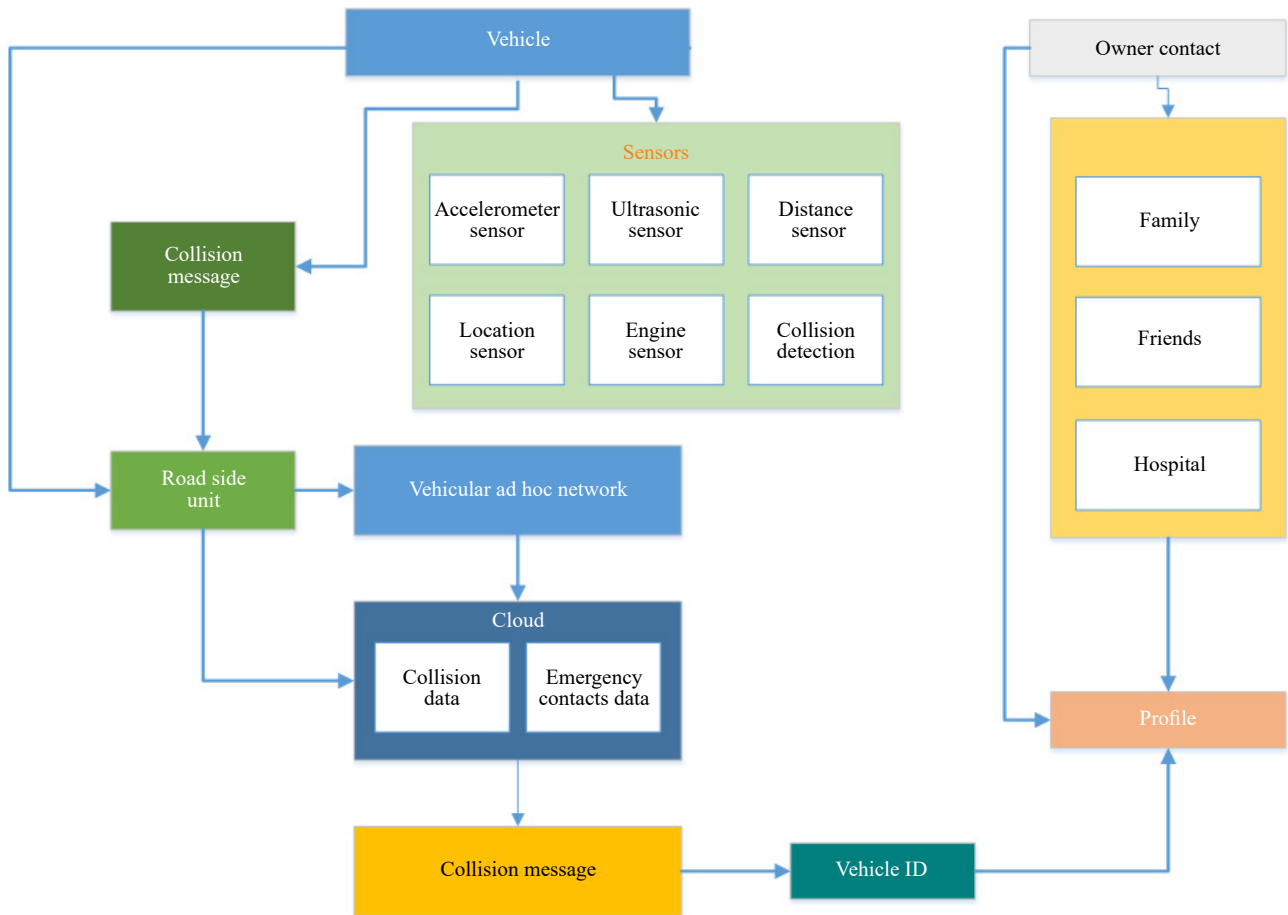 Vehicle
Owner contact
Sensors
Accelerometer
sensor
Ultrasonic
sensor
Distance
sensor
Location
sensor
Engine
sensor
Collision
detection
Family
Friends
Hospital
Collision
message
Road side
unit
Vehicular ad hoc network
Cloud
Collision
data
Emergency
contacts data
Profile
Collision message
Vehicle ID